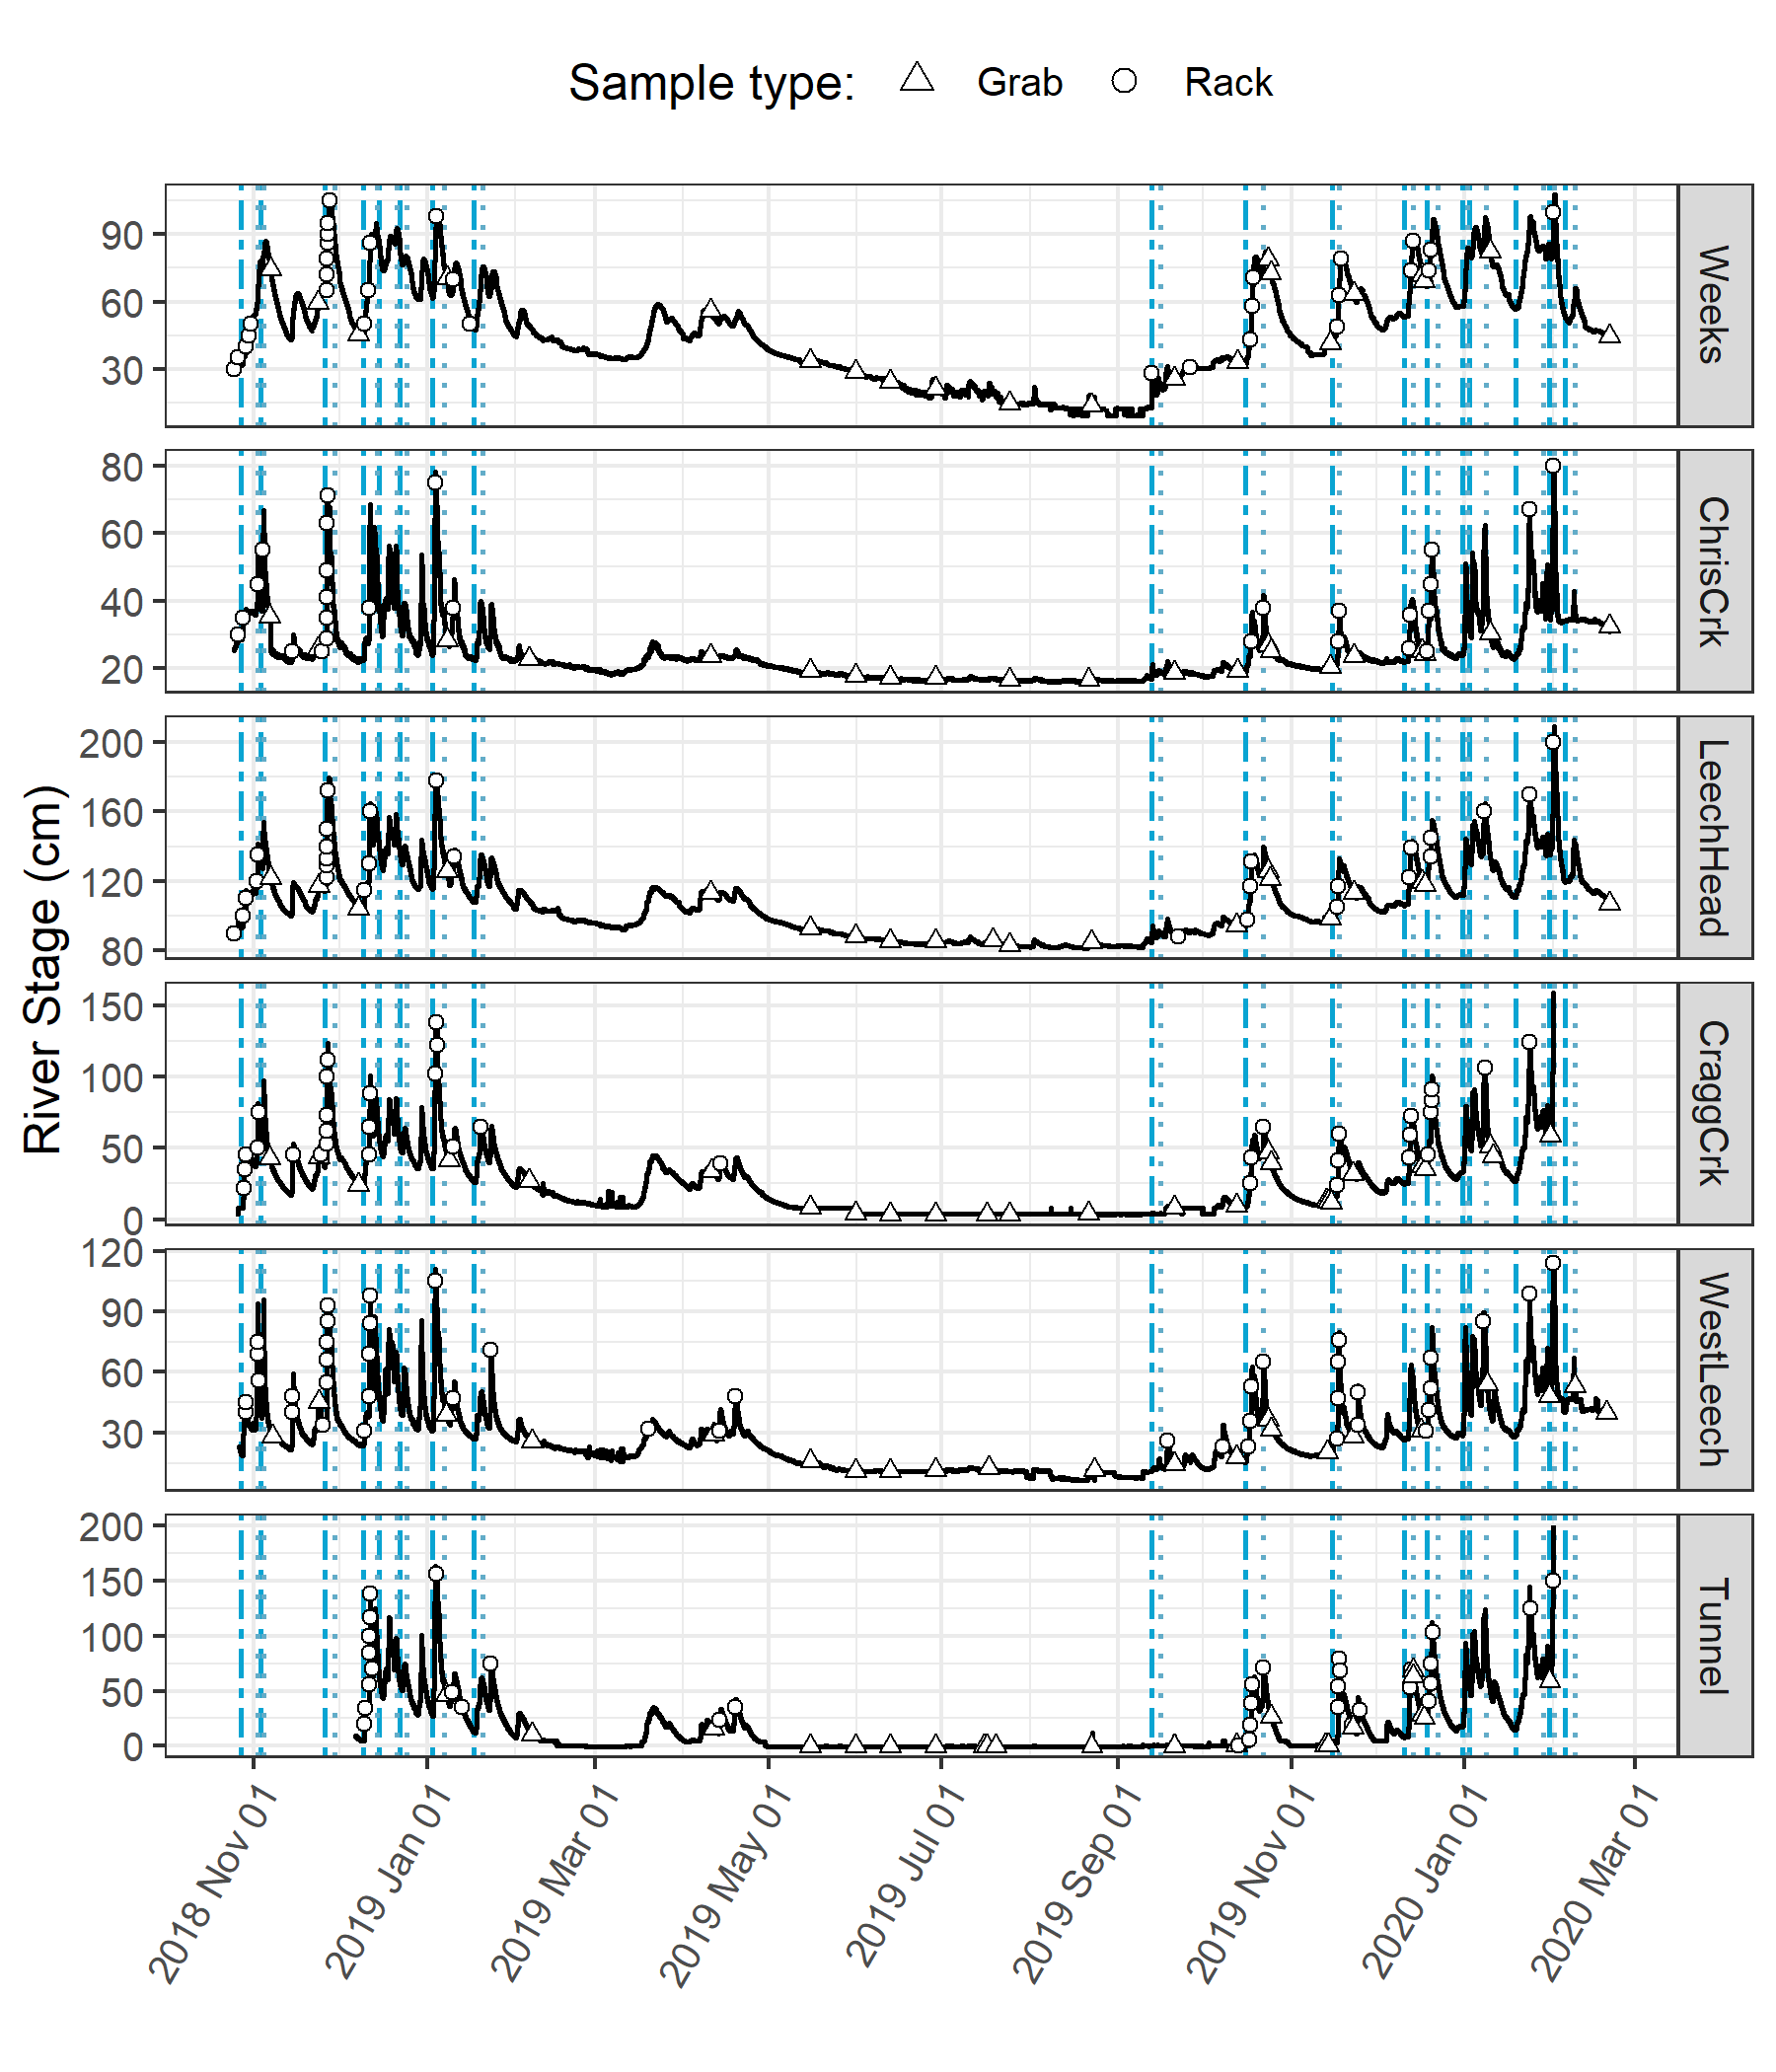 Sample type: Grab Rack
Weeks
90
60
30
ChrisCrk
80
60
40
20
LeechHead
200
160
120
80
CraggCrk
150
100
50
0
WestLeech
120
90
60
30
Tunnel
200
150
100
50
0
River Stage (cm)
2018 Nov 01
2019 Jan 01
2019 Mar 01
2019 May 01
2019 Jul 01
2019 Sep 01
2019 Nov 01
2020 Jan 01
2020 Mar 01